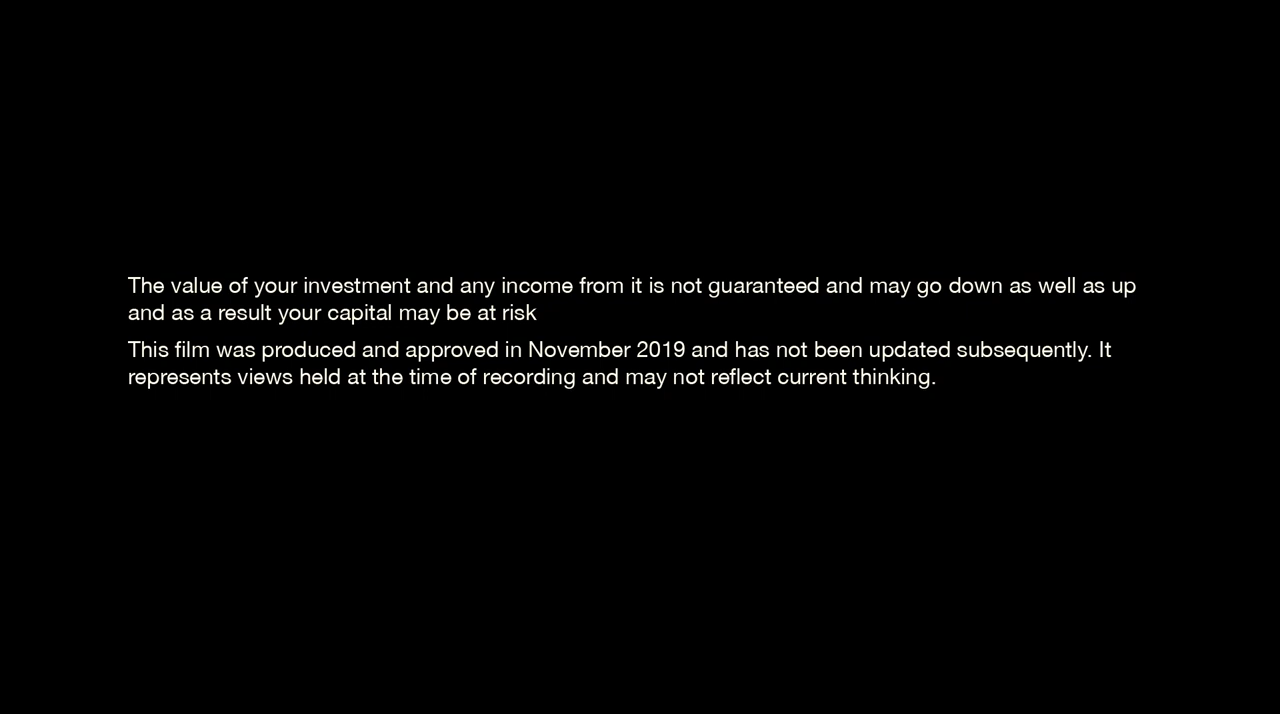 The value of your investment and any income from it is not guaranteed and may go down as well as up
and as a result your capital may be at risk
This film was produced and approved in November 2019 and has not been updated subsequently. It
represents views held at the time of recording and may not reflect current thinking.